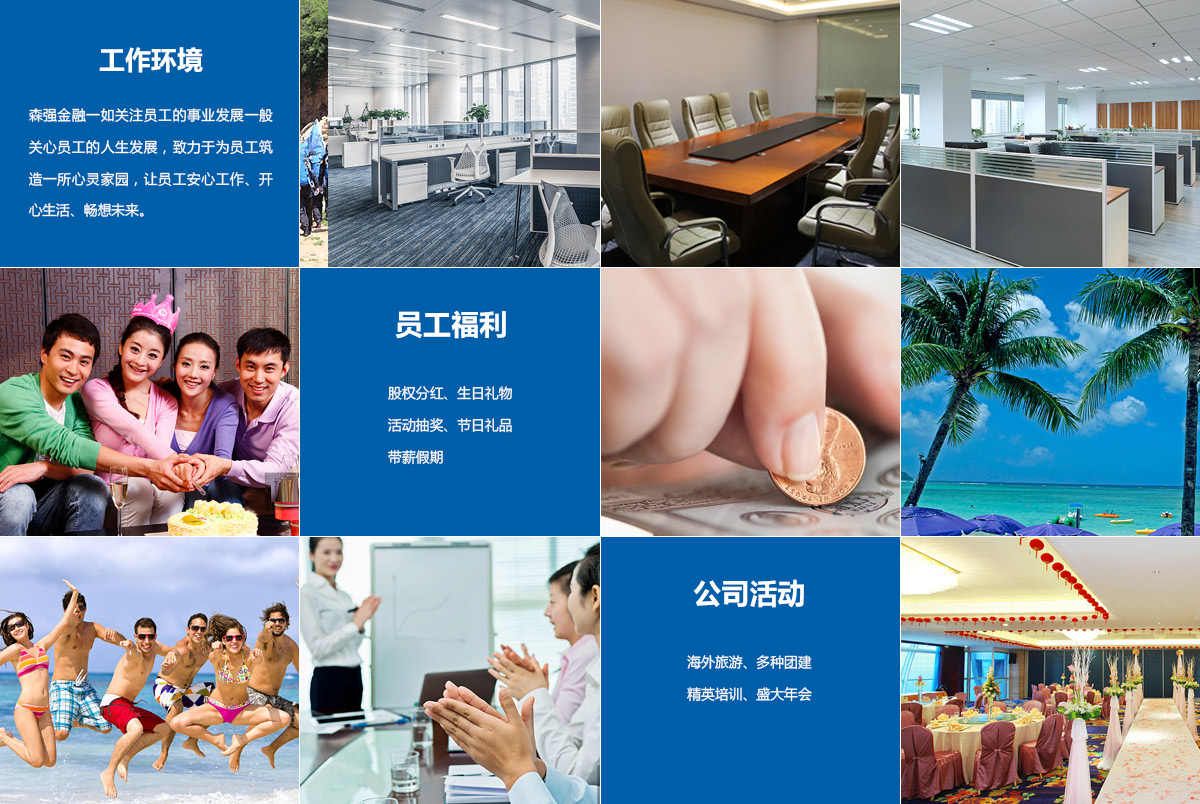 工作环境
森强金融一如关注员工的事业发展一般
关心员工的人生发展，致力于为员工筑
造一所心灵家园，让员工安心工作、开
心生活、畅想未来。
员工福利
股权分红、生日礼物
活动抽奖、节日礼品
带薪假期
公司活动
海外旅游、多种团建
精英培训、盛大年会